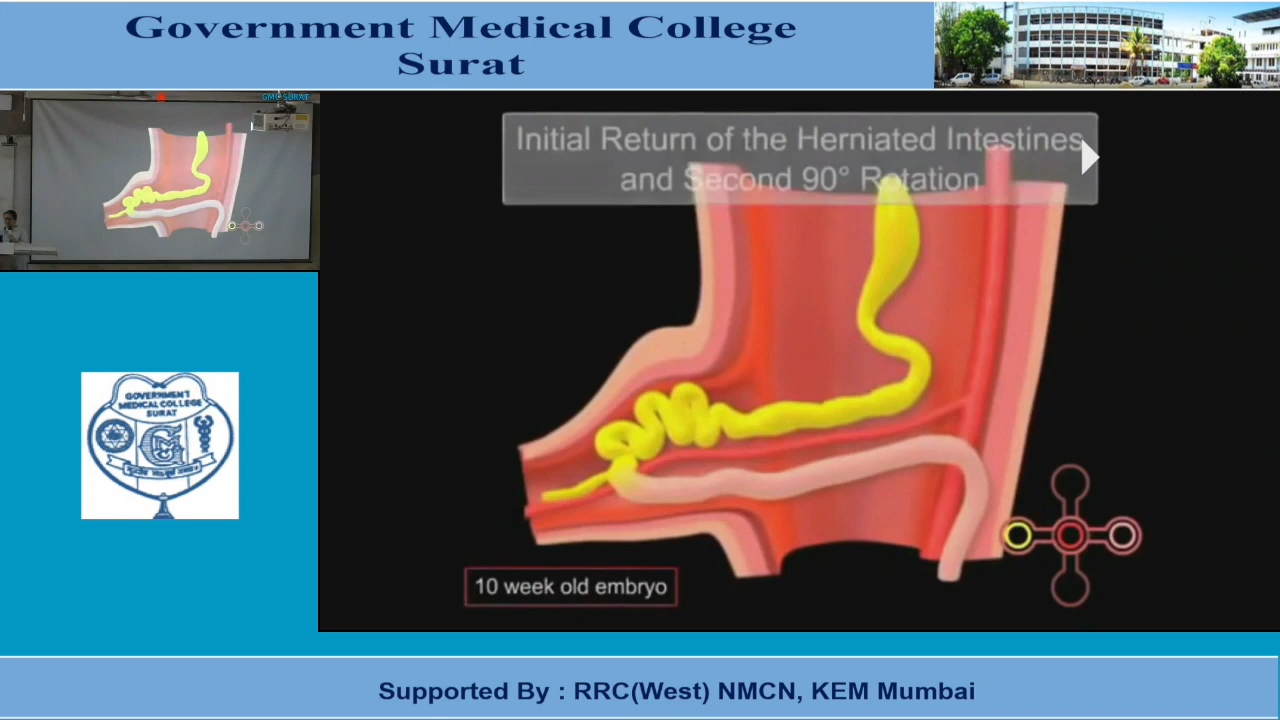 Government Medical College
Surat
GMC SURAT
Initial Return of the Herniated Intestines
and Second 90° Rotation
GOVERNMENT
MEDICAL COLLEGE
SURAT
10 week old embryo
Supported By : RRC(West) NMCN, KEM Mumbai